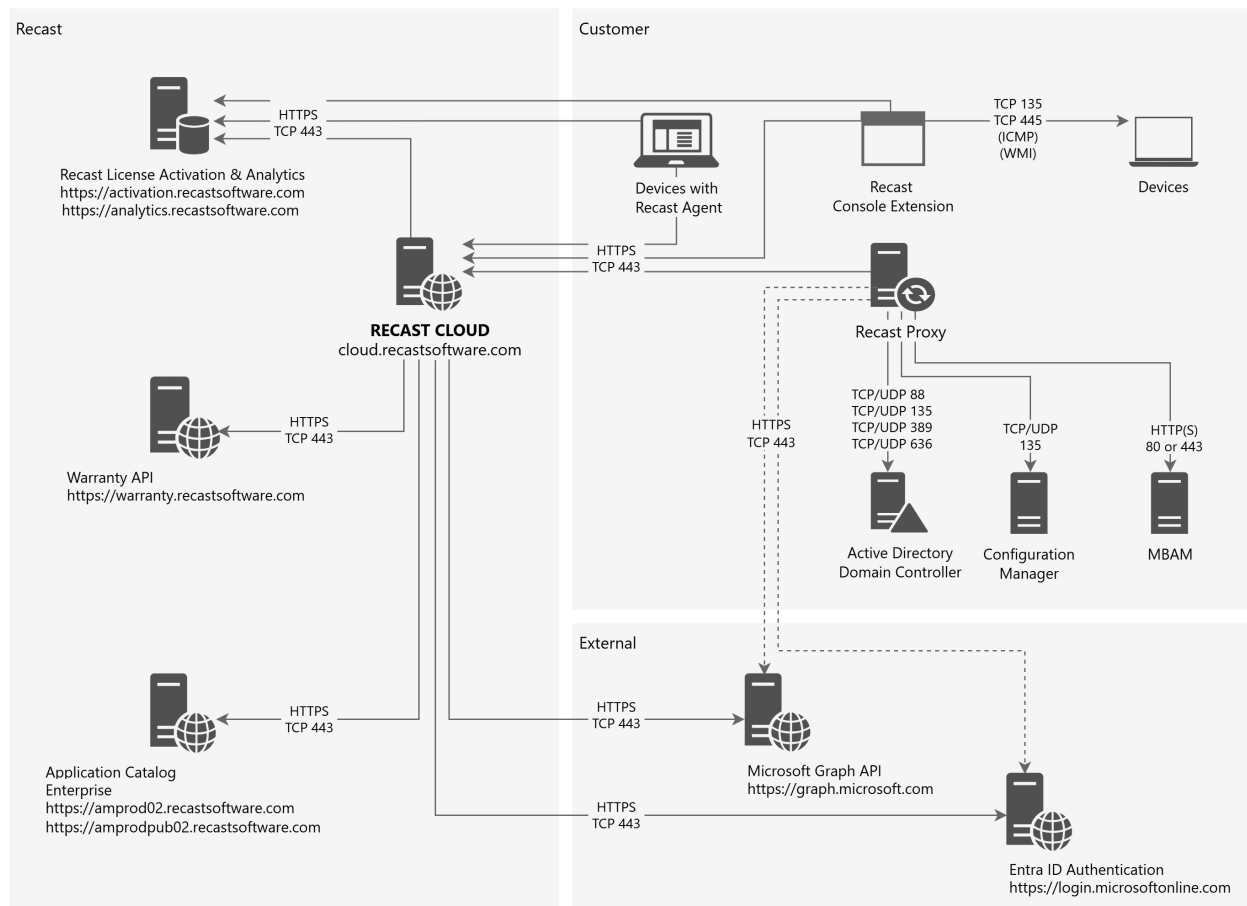 Recast
Customer
HTTPS
TCP 443
Recast License Activation & Analytics
https://activation.recastsoftware.com
https://analytics.recastsoftware.com
Devices with
Recast Agent
Recast
Console Extension
TCP 135
TCP 445
(ICMP)
(WMI)
Devices
HTTPS
TCP 443
RECAST CLOUD
cloud.recastsoftware.com
Recast Proxy
HTTPS
TCP 443
Warranty API
https://warranty.recastsoftware.com
HTTPS
TCP 443
TCP/UDP 88
TCP/UDP 135
TCP/UDP 389
TCP/UDP 636
TCP/UDP
135
HTTP(S)
80 or 443
Active Directory
Domain Controller
Configuration
Manager
MBAM
External
HTTPS
TCP 443
Application Catalog
Enterprise
https://amprod02.recastsoftware.com
https://amprodpub02.recastsoftware.com
HTTPS
TCP 443
Microsoft Graph API
https://graph.microsoft.com
HTTPS
TCP 443
Entra ID Authentication
https://login.microsoftonline.com